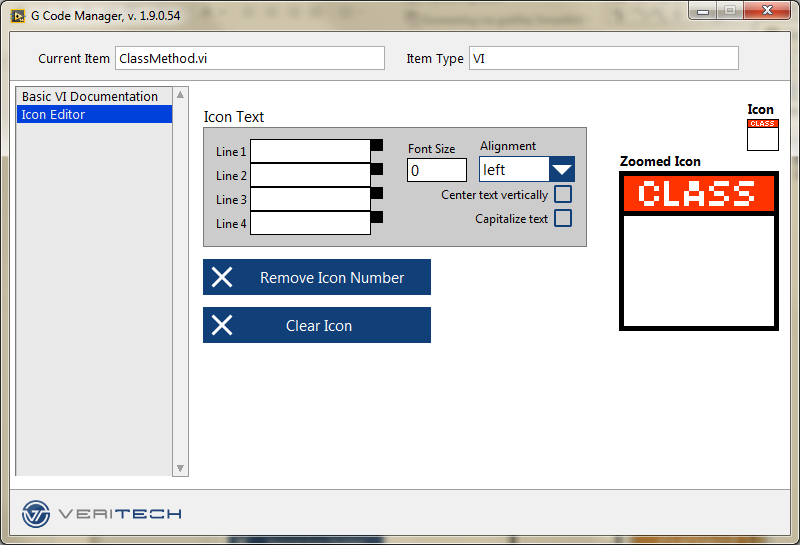 G Code Manager, v. 1.9.0.54
Current Item ClassMethod.vi Item Type VI
Basic VI Documentation
Icon Editor
Icon Text
Line 1
Line 2
Line 3
Line 4
Font Size
0
Alignment
left
Center text vertically
Capitalize text
Remove Icon Number
Clear Icon
Icon
CLASS
Zoomed Icon
CLASS
VERITECH